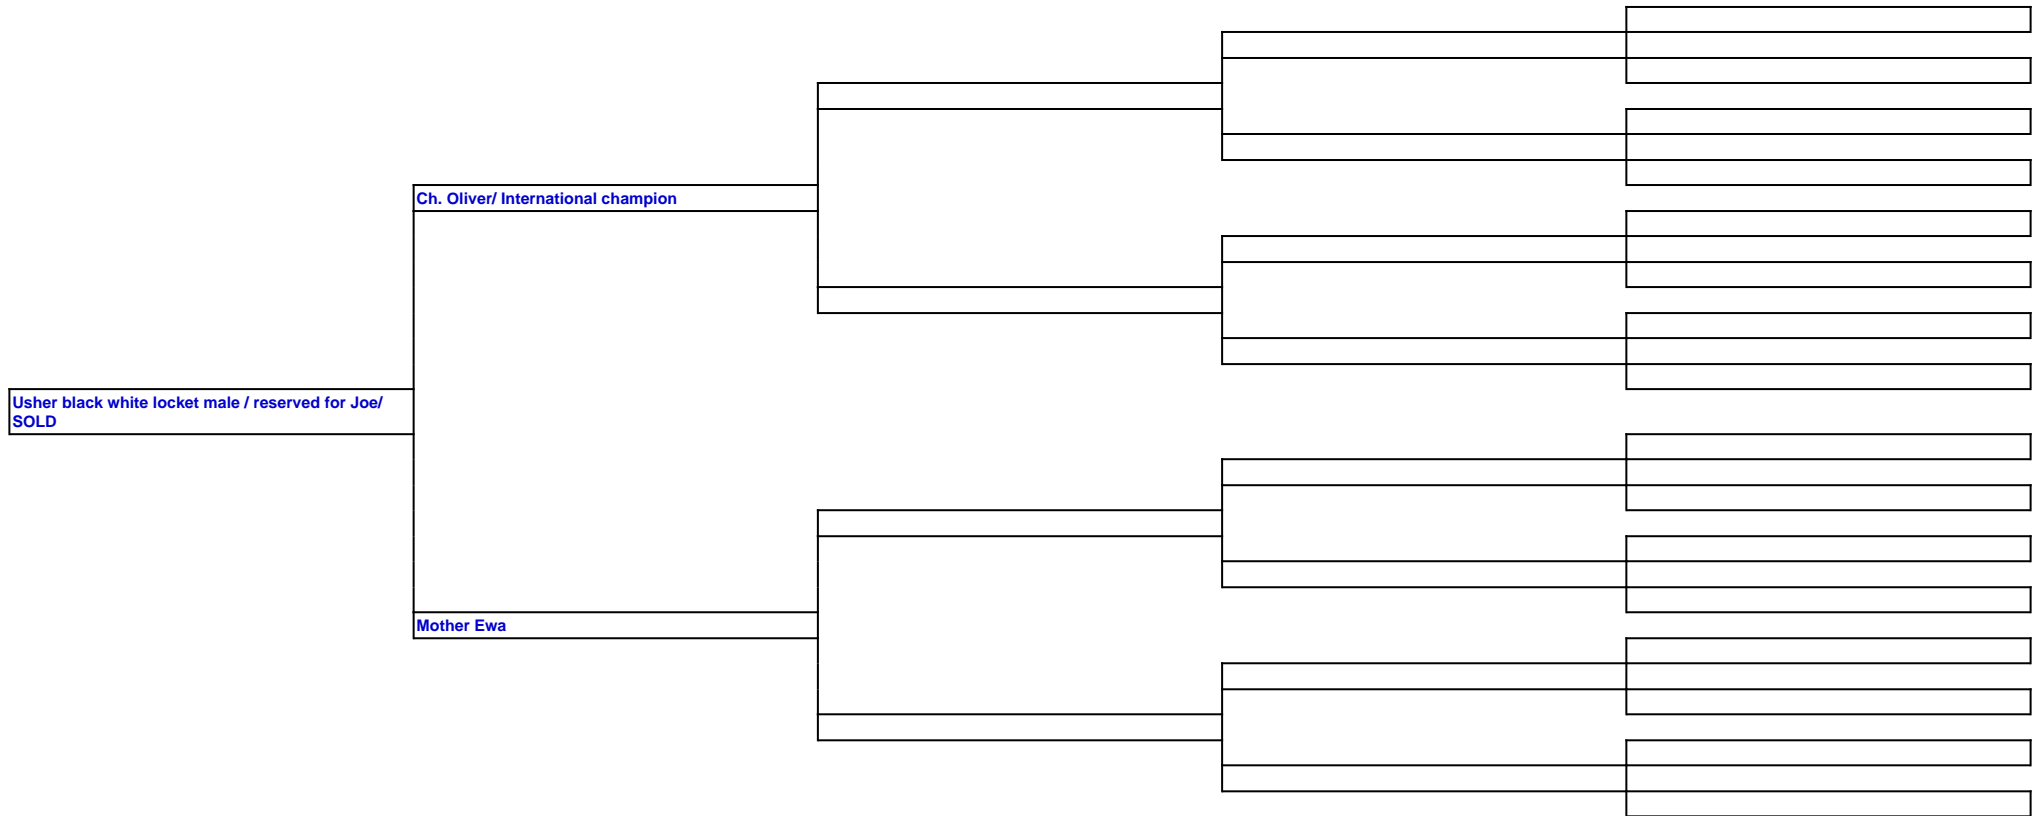 Ch. Oliver/ International champion
Usher black white locket male / reserved for Joe/
SOLD
Mother Ewa